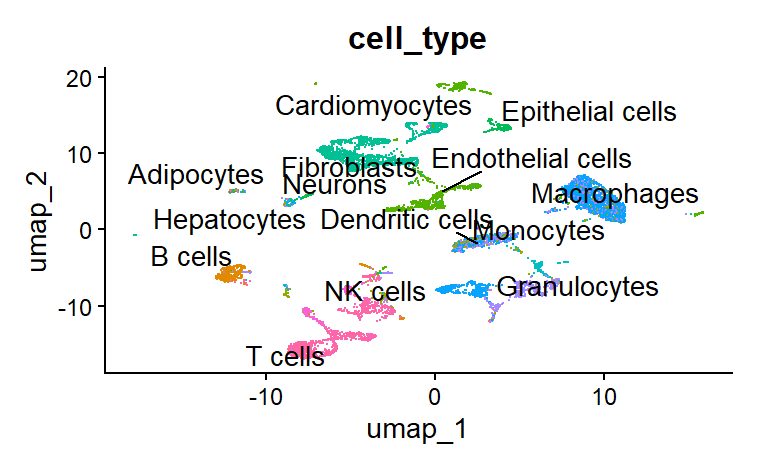 cell_type
20
10
0
-10
umap_2
Cardiomyocytes
Epithelial cells
Endothelial cells
Fibroblasts
Adipocytes
Neurons
Macrophages
Hepatocytes
Dendritic cells
Monocytes
B cells
NK cells
Granulocytes
T cells
-10
0
10
umap_1